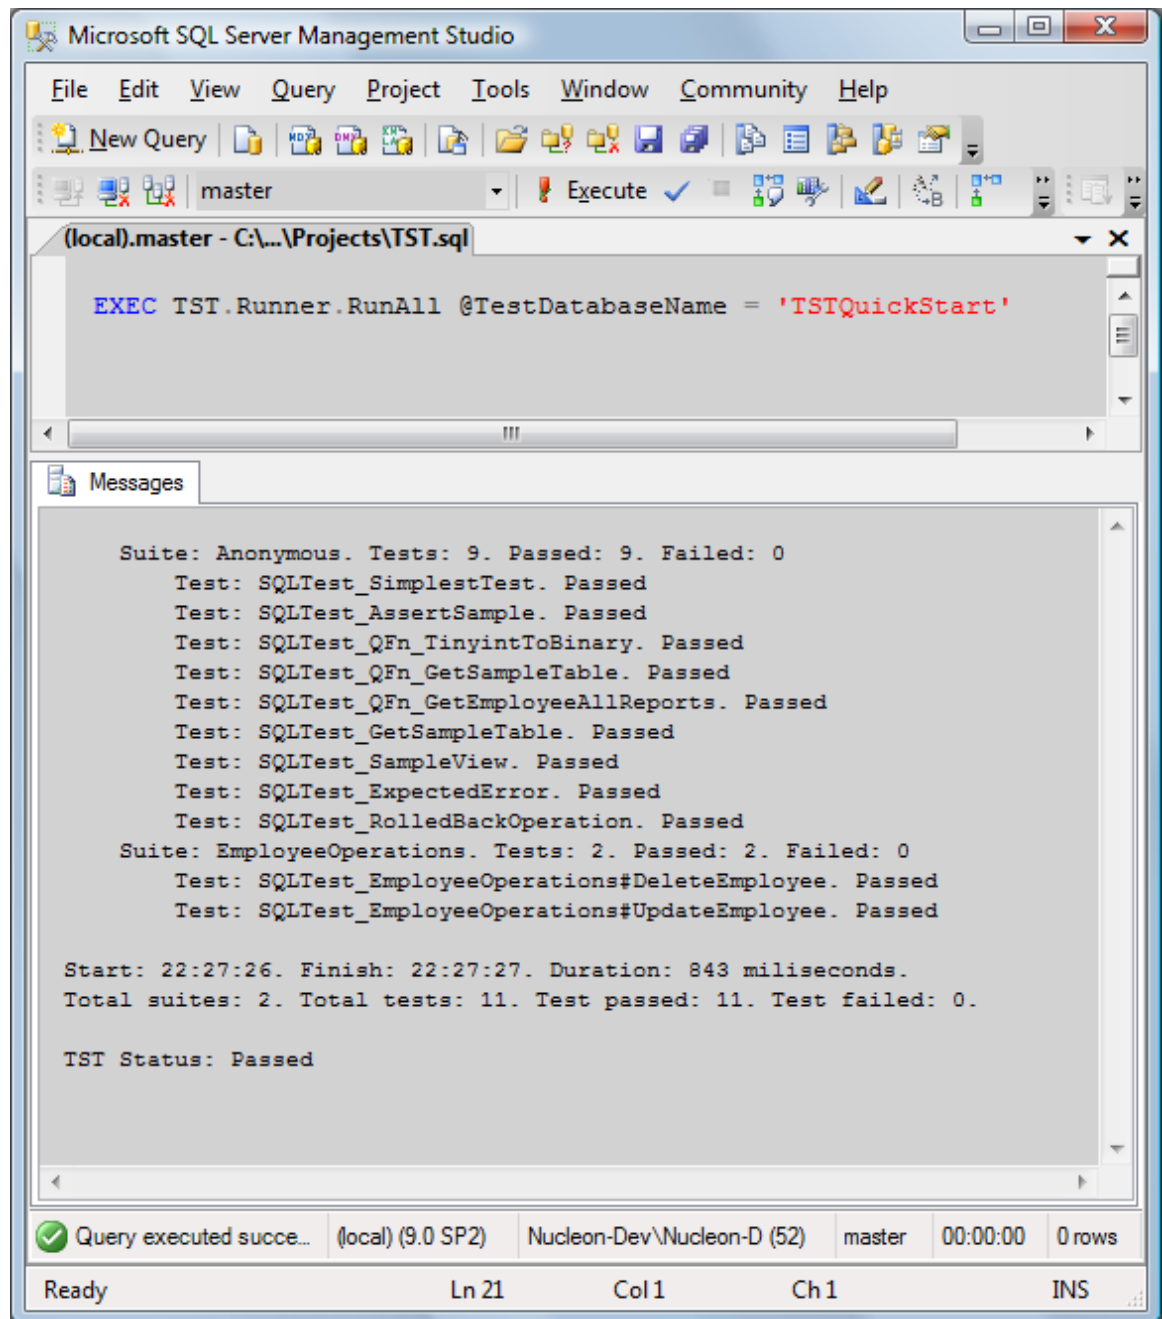 Microsoft SQL Server Management Studio
File Edit View Query Project Tools Window Community Help
New Query
master Execute
(local).master - C:\...\Projects\TST.sql
EXEC TST.Runner.RunAll @TestDatabaseName = 'TSTQuickStart'
Messages
Suite: Anonymous. Tests: 9. Passed: 9. Failed: 0
Test: SQLTest_SimplestTest. Passed
Test: SQLTest_AssertSample. Passed
Test: SQLTest_QFn_TinyintToBinary. Passed
Test: SQLTest_QFn_GetSampleTable. Passed
Test: SQLTest_QFn_GetEmployeeAllReports. Passed
Test: SQLTest_GetSampleTable. Passed
Test: SQLTest_SampleView. Passed
Test: SQLTest_ExpectedError. Passed
Test: SQLTest_RolledBackOperation. Passed
Suite: EmployeeOperations. Tests: 2. Passed: 2. Failed: 0
Test: SQLTest_EmployeeOperations#DeleteEmployee. Passed
Test: SQLTest_EmployeeOperations#UpdateEmployee. Passed
Start: 22:27:26. Finish: 22:27:27. Duration: 843 miliseconds.
Total suites: 2. Total tests: 11. Test passed: 11. Test failed: 0.
TST Status: Passed
Query executed succe... (local) (9.0 SP2) Nucleon-Dev\Nucleon-D (52) master 00:00:00 0 rows
Ready Ln 21 Col 1 Ch 1 INS